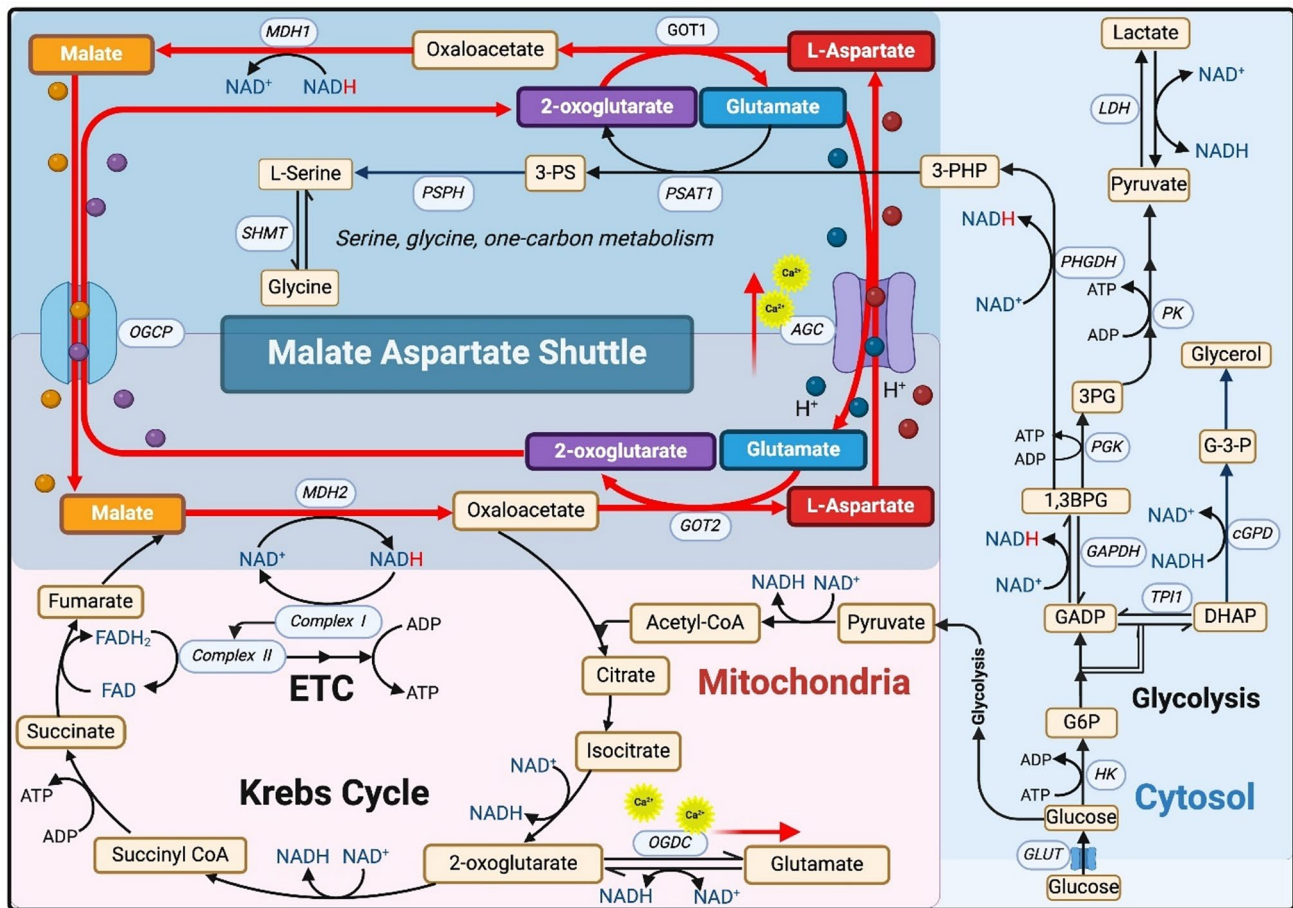 MDH1
GOT1
Malate
Oxaloacetate
L-Aspartate
NAD⁺
NADH
2-oxoglutarate
Glutamate
L-Serine
3-PS
3-PHP
PSPH
PSAT1
SHMT
Serine, glycine, one-carbon metabolism
Glycine
Ca²⁺
Ca²⁺
OGCP
AGC
Malate Aspartate Shuttle
H⁺
H⁺
2-oxoglutarate
Glutamate
MDH2
Malate
Oxaloacetate
L-Aspartate
GOT2
NAD⁺
NADH
Fumarate
Complex I
FADH₂
Complex II
ADP
ETC
FAD
ATP
NADH
NAD⁺
Acetyl-CoA
Pyruvate
Citrate
Mitochondria
Succinate
Isocitrate
Krebs Cycle
NAD⁺
NADH
ATP
ADP
Ca²⁺
Ca²⁺
OGDC
Succinyl CoA
NADH
NAD⁺
2-oxoglutarate
Glutamate
NADH
NAD⁺
Lactate
NAD⁺
LDH
NADH
Pyruvate
NADH
PHGDH
NAD⁺
ATP
PK
ADP
Glycerol
3PG
ATP
ADP
PGK
G-3-P
1,3BPG
NAD⁺
cGPD
NADH
NADH
GAPDH
NAD⁺
TPI1
GADP
DHAP
Glycolysis
Glycolysis
G6P
ADP
HK
ATP
Cytosol
Glucose
GLUT
Glucose